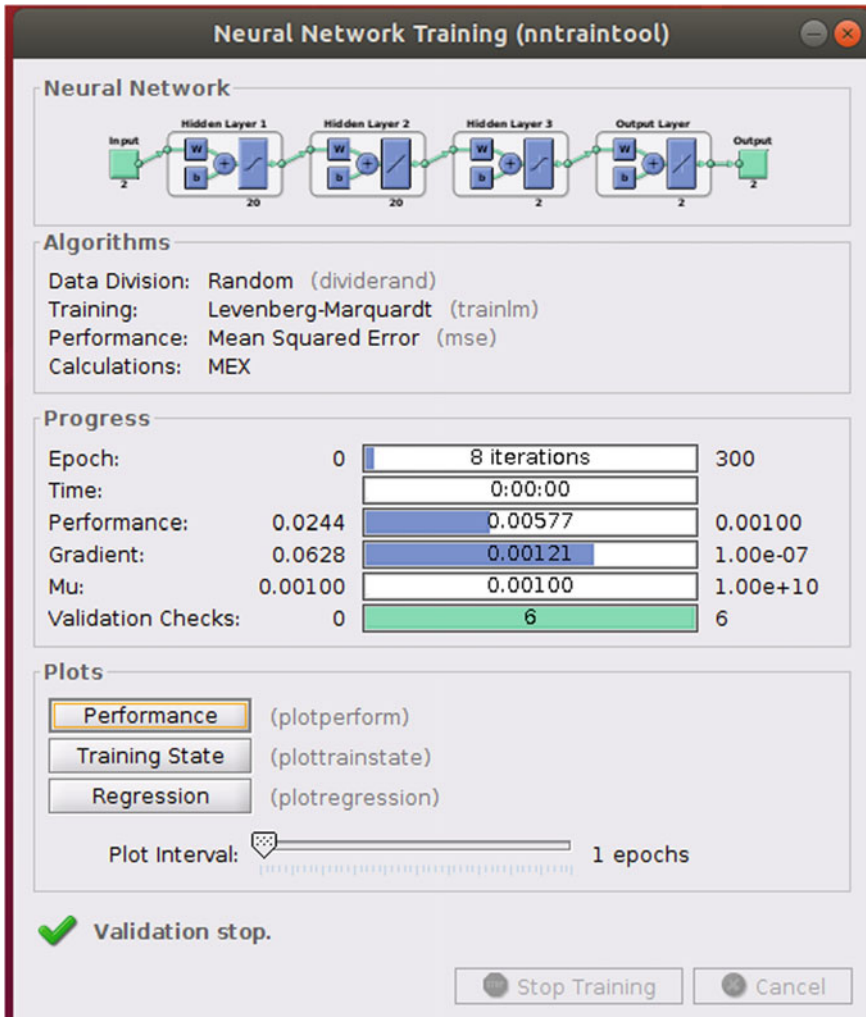 Neural Network Training (nntraintool)
Neural Network
Input Hidden Layer 1 Hidden Layer 2 Hidden Layer 3 Output Layer Output
W W W W
+ + + +
b b b b
2 20 20 2 2 2
Algorithms
Data Division: Random (dividerand)
Training: Levenberg-Marquardt (trainlm)
Performance: Mean Squared Error (mse)
Calculations: MEX
Progress
Epoch: 0 8 iterations 300
Time: 0:00:00
Performance: 0.0244 0.00577 0.00100
Gradient: 0.0628 0.00121 1.00e-07
Mu: 0.00100 0.00100 1.00e+10
Validation Checks: 0 6 6
Plots
Performance (plotperform)
Training State (plottrainstate)
Regression (plotregression)
Plot Interval: 1 epochs
Validation stop.
Stop Training Cancel